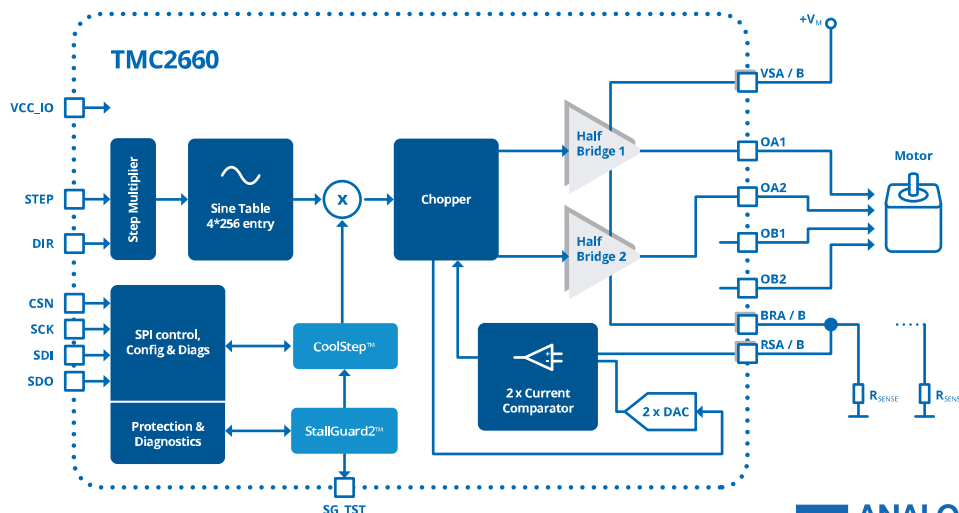 +VM
TMC2660
VSA / B
VCC_IO
Half
Bridge 1
OA1
Motor
STEP
Step Multiplier
Sine Table
4*256 entry
X
Chopper
OA2
DIR
Half
Bridge 2
OB1
OB2
CSN
SCK
SDI
SDO
SPI control,
Config & Diags
CoolStep™
BRA / B
RSA / B
2 x Current
Comparator
2 x DAC
RSENSE
RSENSE
Protection &
Diagnostics
StallGuard2™
SG_TST